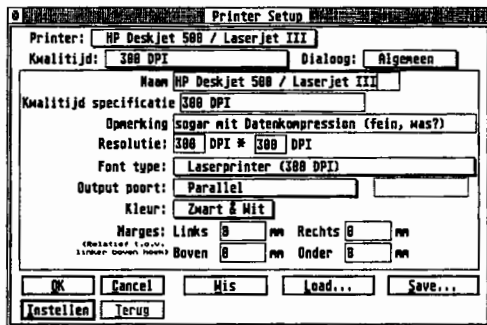 Printer Setup
Printer: HP Deskjet 500 / Laserjet III
Kwalitijd: 300 DPI Dialoog: Algemeen
Naam HP Deskjet 500 / Laserjet III
Kwalitijd specificatie 300 DPI
Opmerking sogar mit Datenkompression (fein, was?)
Resolutie: 300 DPI * 300 DPI
Font type: Laserprinter (300 DPI)
Output poort: Parallel
Kleur: Zwart & Wit
Marges: Links 0 mm Rechts 0 mm
(Relatief t.o.v. linker boven hoek) Boven 0 mm Onder 0 mm
OK Cancel Wis Load... Save...
Instellen Terug